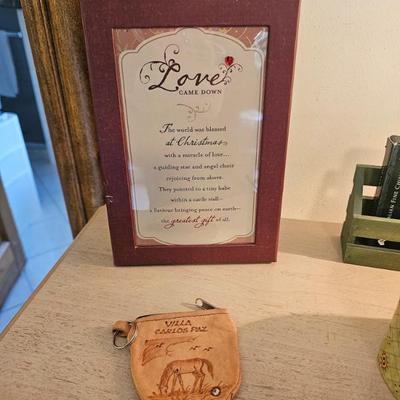 Love
CAME DOWN
The world was blessed
at Christmas
with a miracle of love...
a guiding star and angel choir
rejoicing from above.
They pointed to a tiny babe
within a cattle stall—
a Saviour bringing peace on earth—
the greatest gift of all.
VILLA
CARLOS PAZ